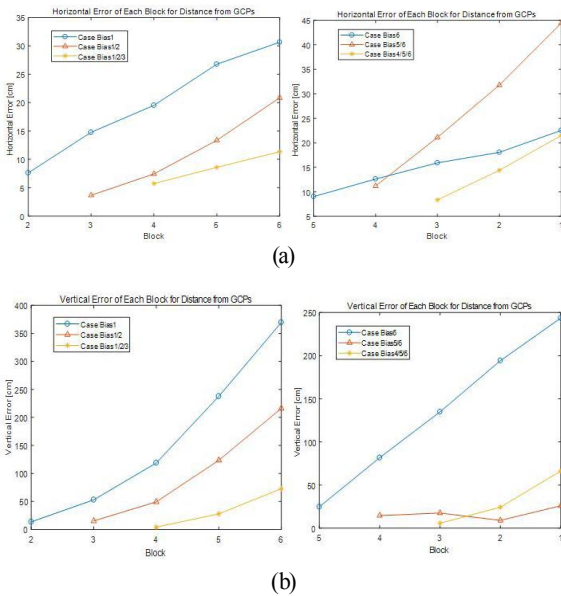 Horizontal Error of Each Block for Distance from GCPs
Horizontal Error [cm]
35
30
25
20
15
10
5
0
Case Bias1
Case Bias1/2
Case Bias1/2/3
2 3 4 5 6
Block
Horizontal Error of Each Block for Distance from GCPs
Horizontal Error [cm]
45
40
35
30
25
20
15
10
5
Case Bias6
Case Bias5/6
Case Bias4/5/6
5 4 3 2 1
Block
(a)
Vertical Error of Each Block for Distance from GCPs
Vertical Error [cm]
400
350
300
250
200
150
100
50
0
Case Bias1
Case Bias1/2
Case Bias1/2/3
2 3 4 5 6
Block
Vertical Error of Each Block for Distance from GCPs
Vertical Error [cm]
250
200
150
100
50
0
Case Bias6
Case Bias5/6
Case Bias4/5/6
5 4 3 2 1
Block
(b)